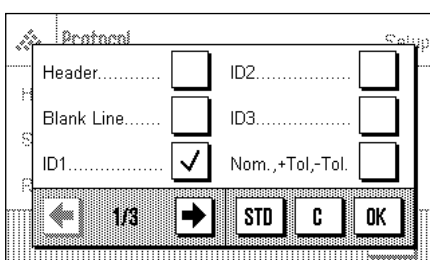 Protocol Setup
Header............ ID2.................
Blank Line....... ID3.................
ID1.................. Nom.,+Tol,-Tol.
1/3 STD C OK